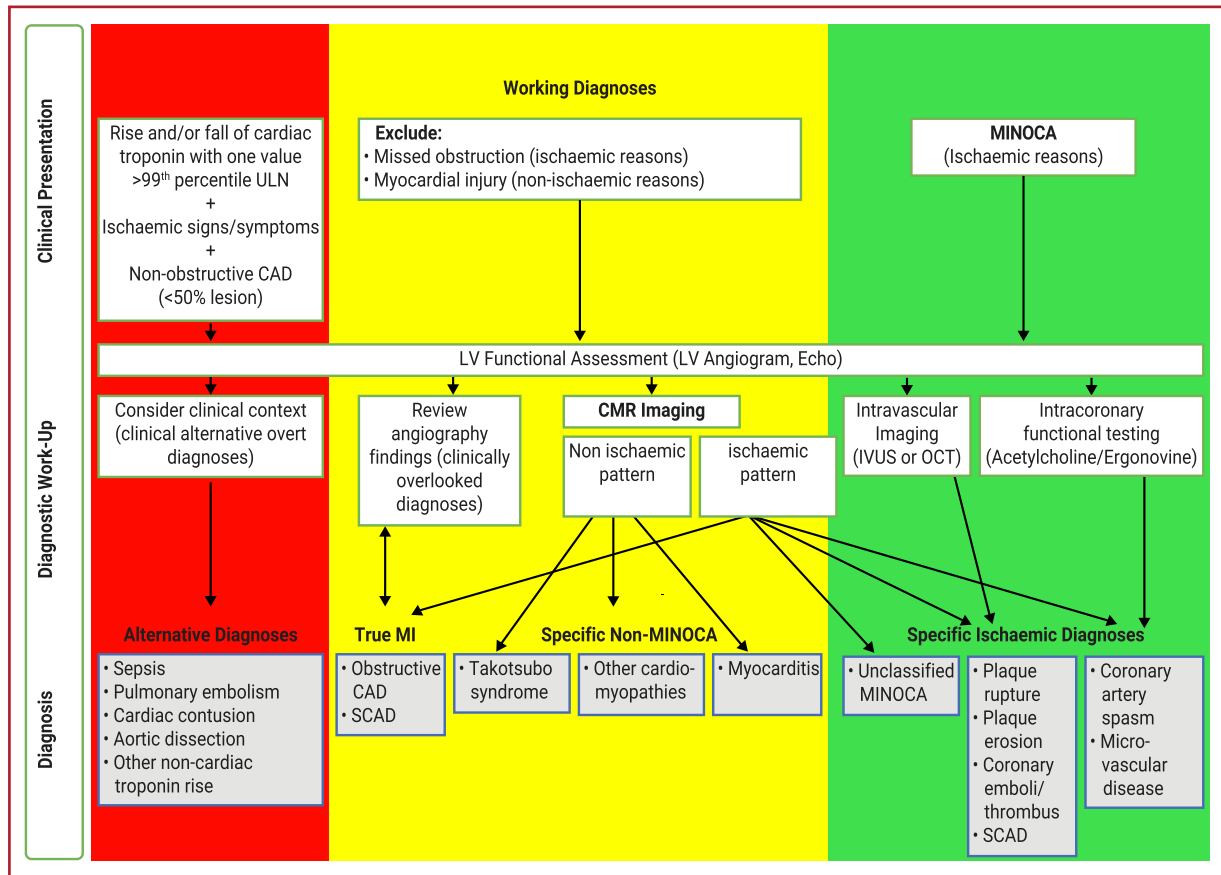 Clinical Presentation
Working Diagnoses
Rise and/or fall of cardiac
troponin with one value
>99th percentile ULN
+
Ischaemic signs/symptoms
+
Non-obstructive CAD
(<50% lesion)
Exclude:
• Missed obstruction (ischaemic reasons)
• Myocardial injury (non-ischaemic reasons)
MINOCA
(Ischaemic reasons)
LV Functional Assessment (LV Angiogram, Echo)
Diagnostic Work-Up
Consider clinical context
(clinical alternative overt
diagnoses)
Review
angiography
findings (clinically
overlooked
diagnoses)
CMR Imaging
Non ischaemic
pattern
ischaemic
pattern
Intravascular
Imaging
(IVUS or OCT)
Intracoronary
functional testing
(Acetylcholine/Ergonovine)
Diagnosis
Alternative Diagnoses
• Sepsis
• Pulmonary embolism
• Cardiac contusion
• Aortic dissection
• Other non-cardiac
troponin rise
True MI
• Obstructive
CAD
• SCAD
Specific Non-MINOCA
• Takotsubo
syndrome
• Other cardio-
myopathies
• Myocarditis
Specific Ischaemic Diagnoses
• Unclassified
MINOCA
• Plaque
rupture
• Plaque
erosion
• Coronary
emboli/
thrombus
• SCAD
• Coronary
artery
spasm
• Micro-
vascular
disease